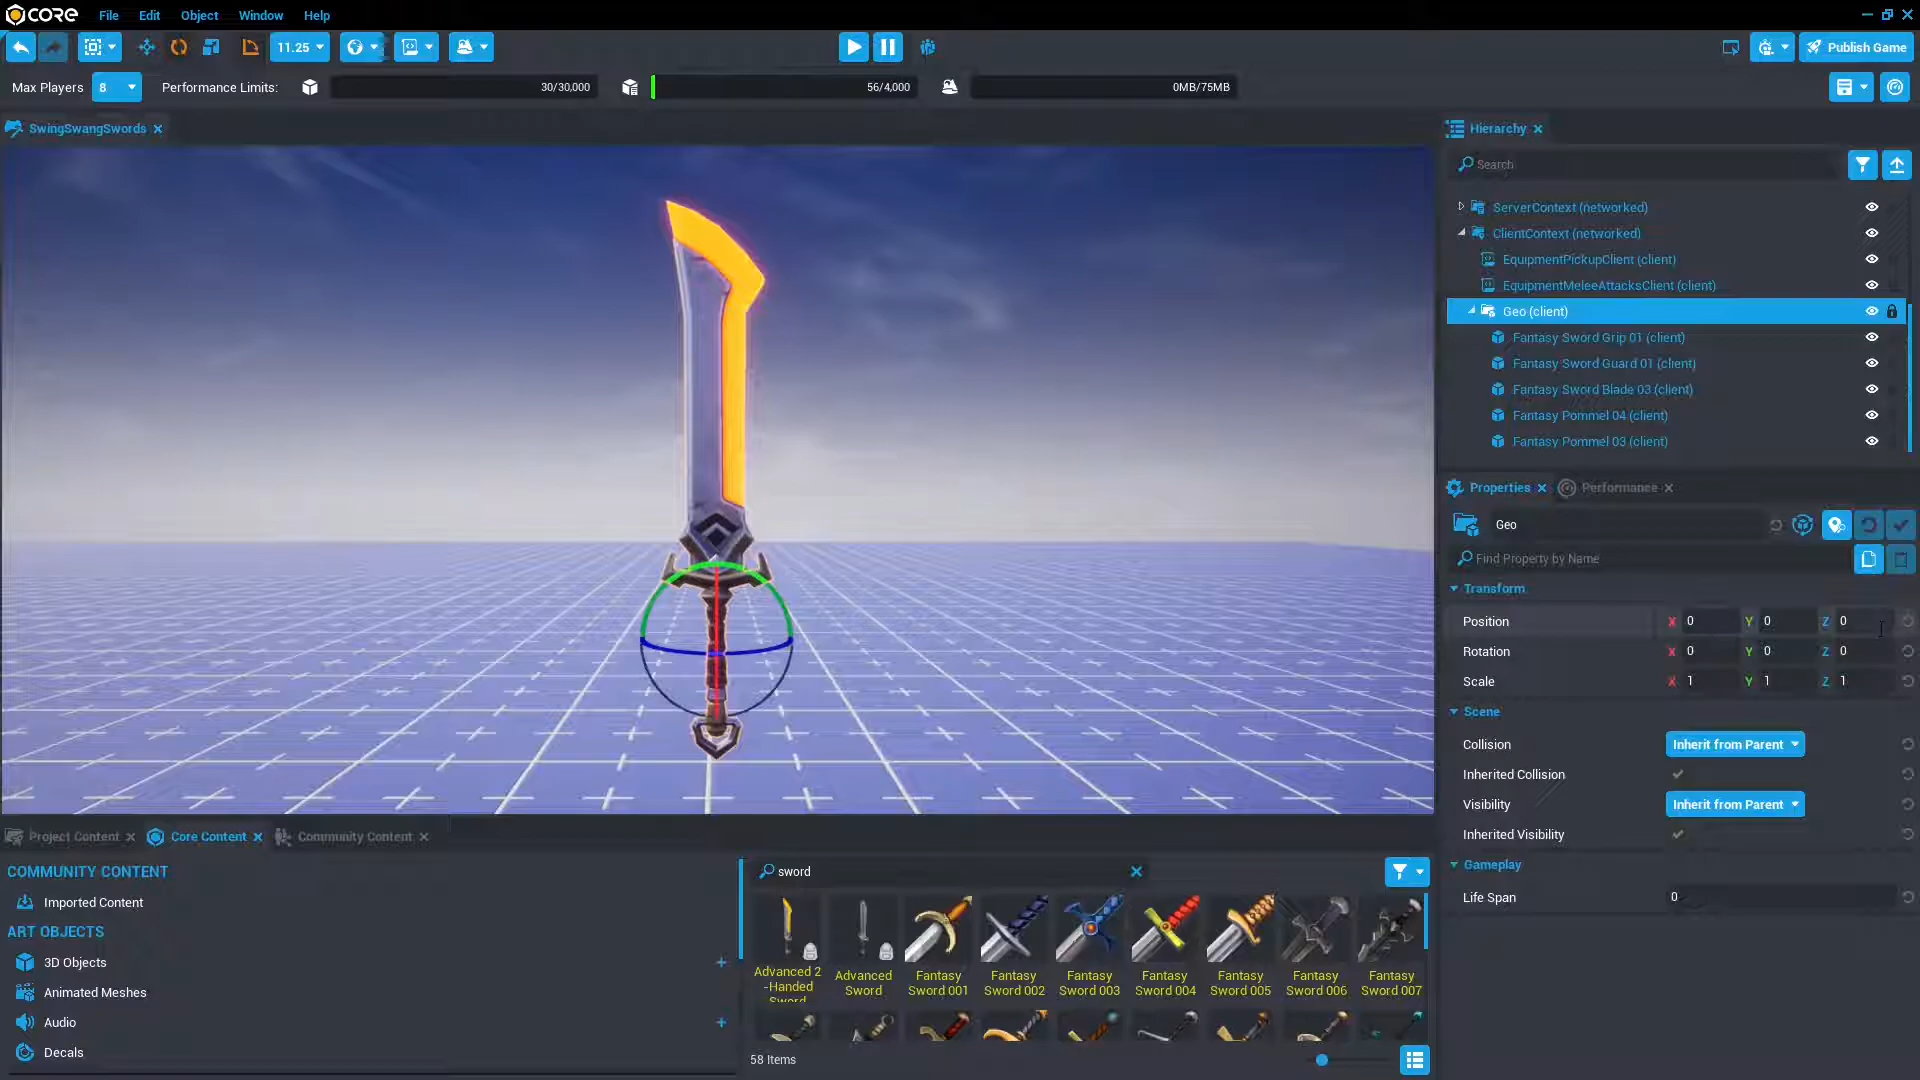 CORE
File Edit Object Window Help
11.25
Publish Game
Max Players 8 Performance Limits: 30/30,000 56/4,000 0MB/75MB
SwingSwangSwords
Hierarchy
Search
ServerContext (networked)
ClientContext (networked)
EquipmentPickupClient (client)
EquipmentMeleeAttacksClient (client)
Geo (client)
Fantasy Sword Grip 01 (client)
Fantasy Sword Guard 01 (client)
Fantasy Sword Blade 03 (client)
Fantasy Pommel 04 (client)
Fantasy Pommel 03 (client)
Properties Performance
Geo
Find Property by Name
Transform
Position X 0 Y 0 Z 0
Rotation X 0 Y 0 Z 0
Scale X 1 Y 1 Z 1
Scene
Collision Inherit from Parent
Inherited Collision
Visibility Inherit from Parent
Inherited Visibility
Gameplay
Life Span 0
Project Content Core Content Community Content
COMMUNITY CONTENT
Imported Content
ART OBJECTS
3D Objects
Animated Meshes
Audio
Decals
sword
Advanced 2
-Handed
Sword
Advanced
Sword
Fantasy
Sword 001
Fantasy
Sword 002
Fantasy
Sword 003
Fantasy
Sword 004
Fantasy
Sword 005
Fantasy
Sword 006
Fantasy
Sword 007
58 Items